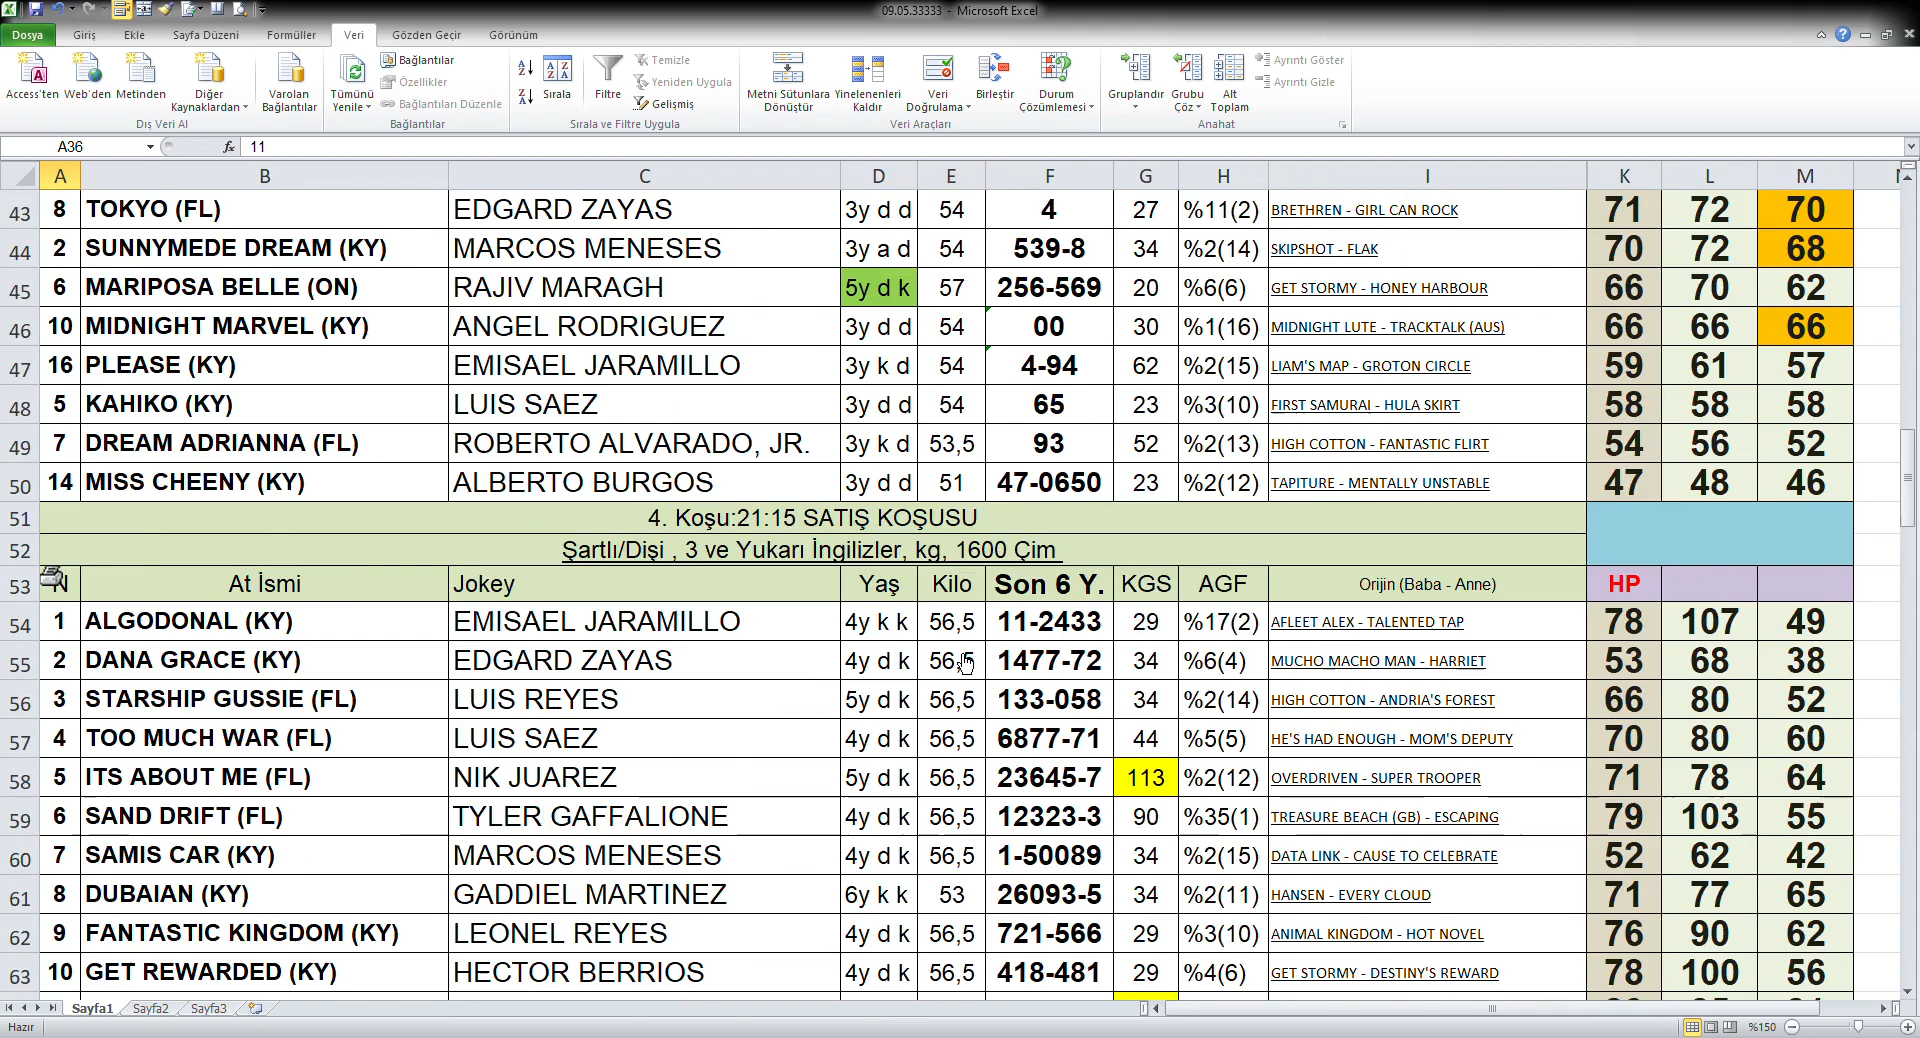 09.05.33333 - Microsoft Excel
Dosya Giriş Ekle Sayfa Düzeni Formüller Veri Gözden Geçir Görünüm
Access'ten Web'den Metinden Diğer Kaynaklardan Varolan Bağlantılar Tümünü Yenile Bağlantılar Özellikler Bağlantıları Düzenle Sırala Filtre Temizle Yeniden Uygula Gelişmiş Metni Sütunlara Dönüştür Yinelenenleri Kaldır Veri Doğrulama Birleştir Durum Çözümlemesi Gruplandır Grubu Çöz Alt Toplam Ayrıntı Göster Ayrıntı Gizle
Dış Veri Al Bağlantılar Sırala ve Filtre Uygula Veri Araçları Anahat
A36 fx 11
A B C D E F G H I K L M
43 8 TOKYO (FL) EDGARD ZAYAS 3y d d 54 4 27 %11(2) BRETHREN - GIRL CAN ROCK 71 72 70
44 2 SUNNYMEDE DREAM (KY) MARCOS MENESES 3y a d 54 539-8 34 %2(14) SKIPSHOT - FLAK 70 72 68
45 6 MARIPOSA BELLE (ON) RAJIV MARAGH 5y d k 57 256-569 20 %6(6) GET STORMY - HONEY HARBOUR 66 70 62
46 10 MIDNIGHT MARVEL (KY) ANGEL RODRIGUEZ 3y d d 54 00 30 %1(16) MIDNIGHT LUTE - TRACKTALK (AUS) 66 66 66
47 16 PLEASE (KY) EMISAEL JARAMILLO 3y k d 54 4-94 62 %2(15) LIAM'S MAP - GROTON CIRCLE 59 61 57
48 5 KAHIKO (KY) LUIS SAEZ 3y d d 54 65 23 %3(10) FIRST SAMURAI - HULA SKIRT 58 58 58
49 7 DREAM ADRIANNA (FL) ROBERTO ALVARADO, JR. 3y k d 53,5 93 52 %2(13) HIGH COTTON - FANTASTIC FLIRT 54 56 52
50 14 MISS CHEENY (KY) ALBERTO BURGOS 3y d d 51 47-0650 23 %2(12) TAPITURE - MENTALLY UNSTABLE 47 48 46
51 4. Koşu:21:15 SATIŞ KOŞUSU
52 Şartlı/Dişi , 3 ve Yukarı İngilizler, kg, 1600 Çim
53 N At İsmi Jokey Yaş Kilo Son 6 Y. KGS AGF Orijin (Baba - Anne) HP
54 1 ALGODONAL (KY) EMISAEL JARAMILLO 4y k k 56,5 11-2433 29 %17(2) AFLEET ALEX - TALENTED TAP 78 107 49
55 2 DANA GRACE (KY) EDGARD ZAYAS 4y d k 56,5 1477-72 34 %6(4) MUCHO MACHO MAN - HARRIET 53 68 38
56 3 STARSHIP GUSSIE (FL) LUIS REYES 5y d k 56,5 133-058 34 %2(14) HIGH COTTON - ANDRIA'S FOREST 66 80 52
57 4 TOO MUCH WAR (FL) LUIS SAEZ 4y d k 56,5 6877-71 44 %5(5) HE'S HAD ENOUGH - MOM'S DEPUTY 70 80 60
58 5 ITS ABOUT ME (FL) NIK JUAREZ 5y d k 56,5 23645-7 113 %2(12) OVERDRIVEN - SUPER TROOPER 71 78 64
59 6 SAND DRIFT (FL) TYLER GAFFALIONE 4y d k 56,5 12323-3 90 %35(1) TREASURE BEACH (GB) - ESCAPING 79 103 55
60 7 SAMIS CAR (KY) MARCOS MENESES 4y d k 56,5 1-50089 34 %2(15) DATA LINK - CAUSE TO CELEBRATE 52 62 42
61 8 DUBAIAN (KY) GADDIEL MARTINEZ 6y k k 53 26093-5 34 %2(11) HANSEN - EVERY CLOUD 71 77 65
62 9 FANTASTIC KINGDOM (KY) LEONEL REYES 4y d k 56,5 721-566 29 %3(10) ANIMAL KINGDOM - HOT NOVEL 76 90 62
63 10 GET REWARDED (KY) HECTOR BERRIOS 4y d k 56,5 418-481 29 %4(6) GET STORMY - DESTINY'S REWARD 78 100 56
Sayfa1 Sayfa2 Sayfa3
Hazır %150